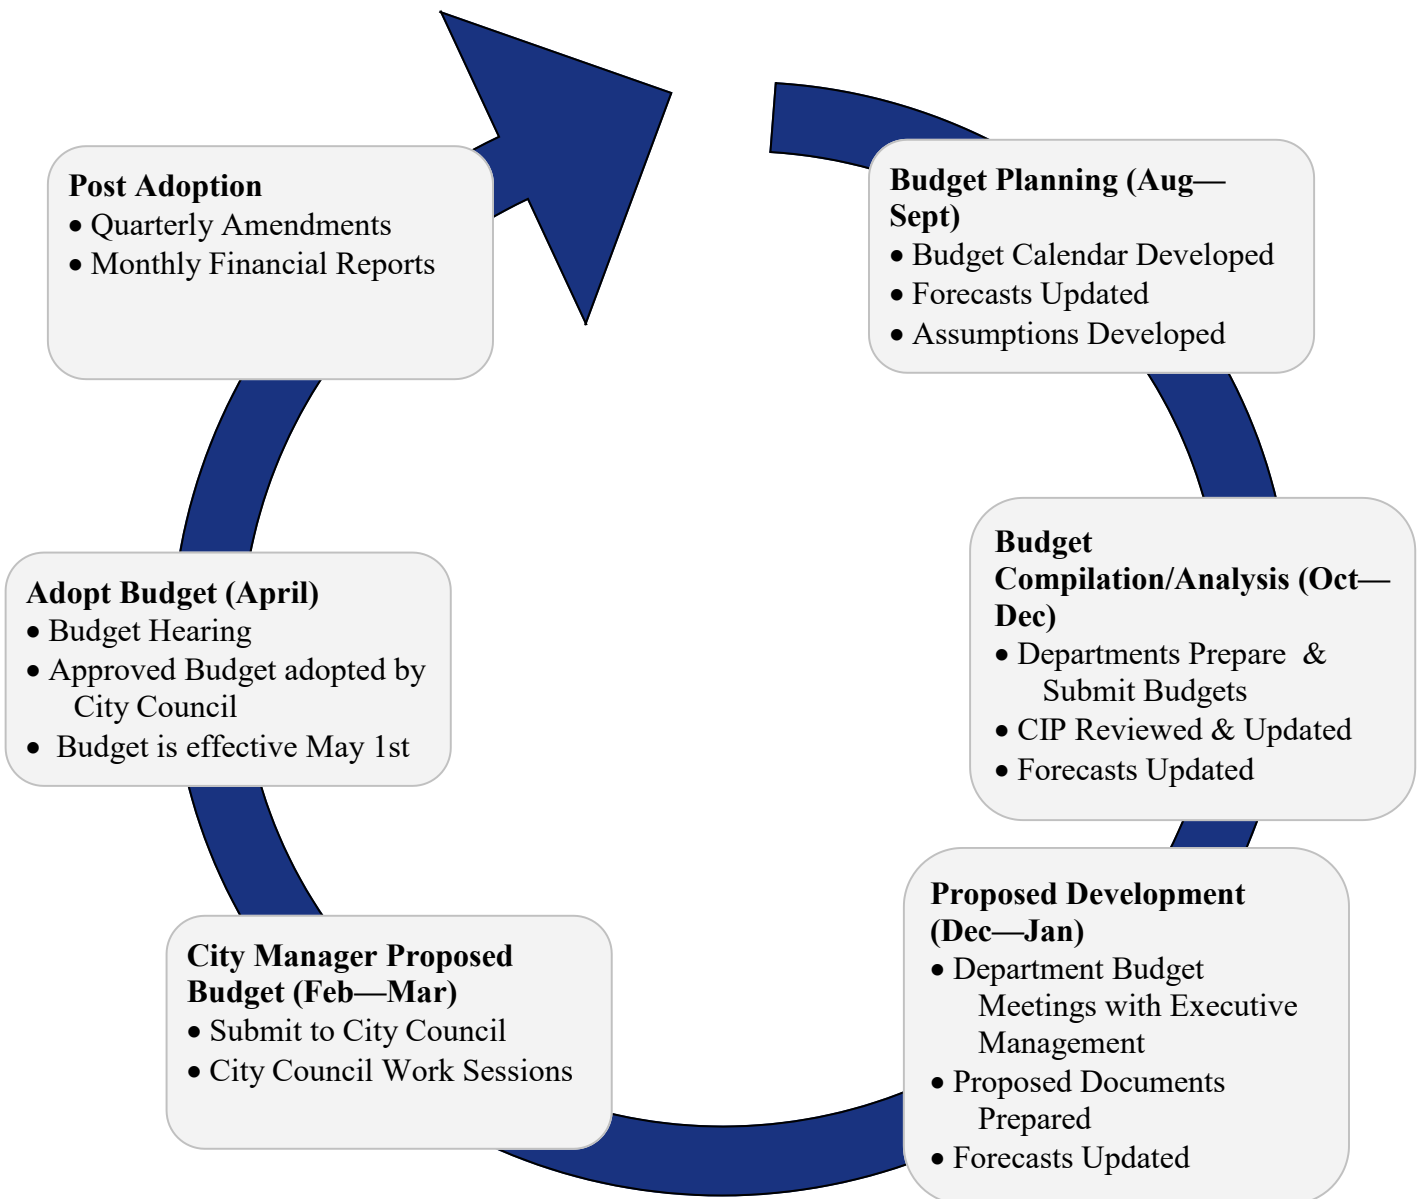 Post Adoption
• Quarterly Amendments
• Monthly Financial Reports
Budget Planning (Aug—
Sept)
• Budget Calendar Developed
• Forecasts Updated
• Assumptions Developed
Budget
Compilation/Analysis (Oct—
Dec)
• Departments Prepare  &
Submit Budgets
• CIP Reviewed & Updated
• Forecasts Updated
Adopt Budget (April)
• Budget Hearing
• Approved Budget adopted by
City Council
•  Budget is effective May 1st
Proposed Development
(Dec—Jan)
• Department Budget
Meetings with Executive
Management
• Proposed Documents
Prepared
• Forecasts Updated
City Manager Proposed
Budget (Feb—Mar)
• Submit to City Council
• City Council Work Sessions